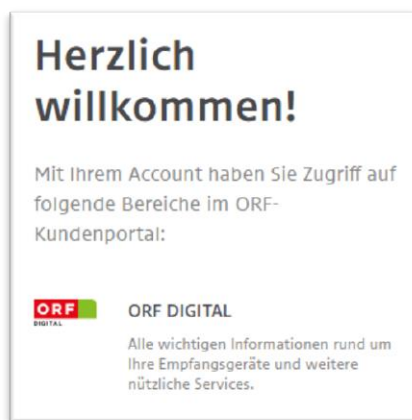 Herzlich
willkommen!
Mit Ihrem Account haben Sie Zugriff auf
folgende Bereiche im ORF-
Kundenportal:
ORF
DIGITAL
ORF DIGITAL
Alle wichtigen Informationen rund um
Ihre Empfangsgeräte und weitere
nützliche Services.